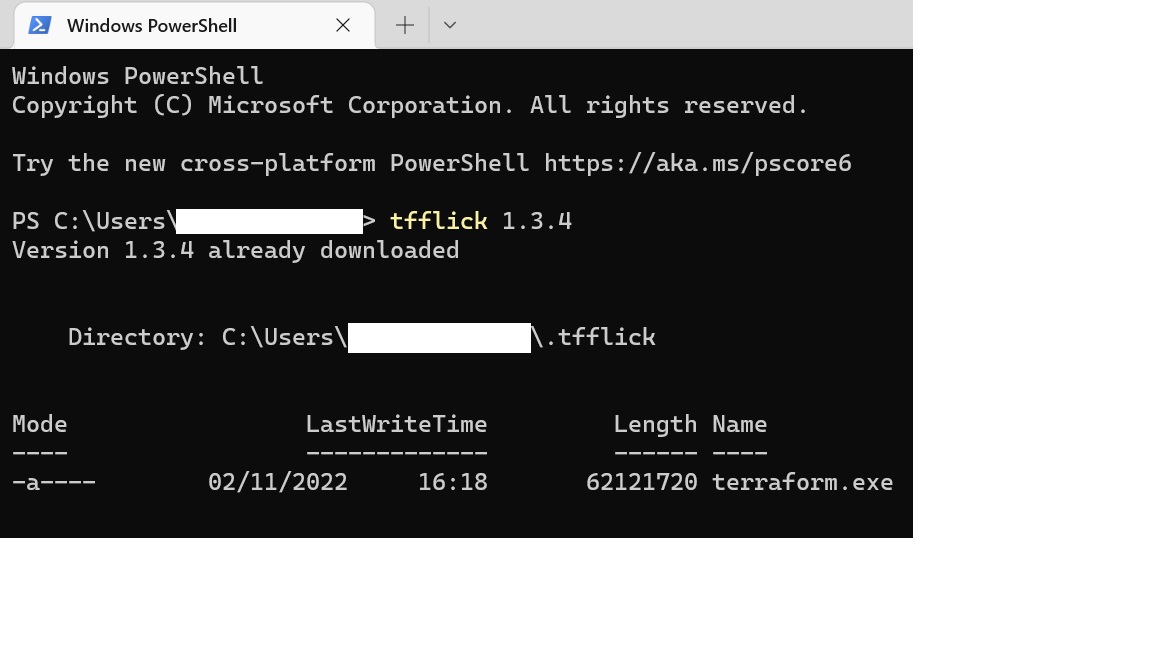 Windows PowerShell
Windows PowerShell
Copyright (C) Microsoft Corporation. All rights reserved.
Try the new cross-platform PowerShell https://aka.ms/pscore6
PS C:\Users\> tfflick 1.3.4
Version 1.3.4 already downloaded
Directory: C:\Users\\.tfflick
Mode LastWriteTime Length Name
---- ------------- ------ ----
-a---- 02/11/2022 16:18 62121720 terraform.exe